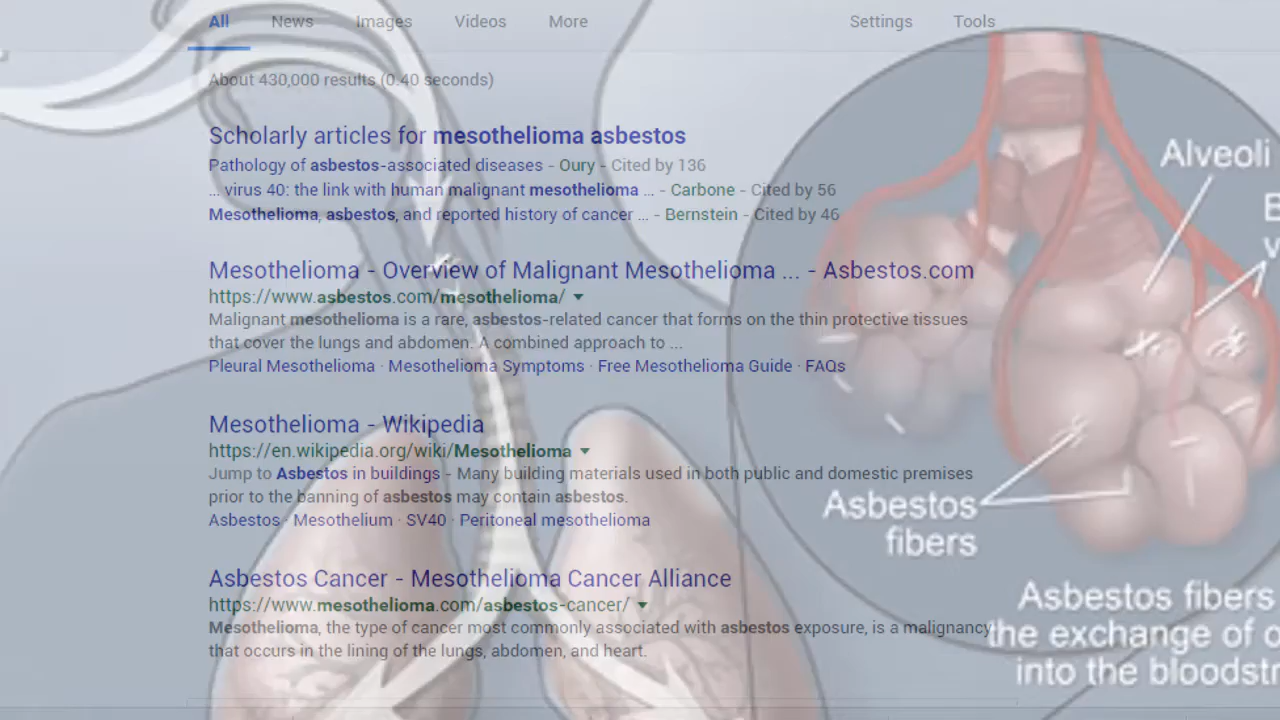 All News Images Videos More Settings Tools
About 430,000 results (0.40 seconds)
Scholarly articles for mesothelioma asbestos
Pathology of asbestos-associated diseases - Oury - Cited by 136
... virus 40: the link with human malignant mesothelioma ... - Carbone - Cited by 56
Mesothelioma, asbestos, and reported history of cancer ... - Bernstein - Cited by 46
Mesothelioma - Overview of Malignant Mesothelioma ... - Asbestos.com
https://www.asbestos.com/mesothelioma/
Malignant mesothelioma is a rare, asbestos-related cancer that forms on the thin protective tissues
that cover the lungs and abdomen. A combined approach to ...
Pleural Mesothelioma · Mesothelioma Symptoms · Free Mesothelioma Guide · FAQs
Mesothelioma - Wikipedia
https://en.wikipedia.org/wiki/Mesothelioma
Jump to Asbestos in buildings - Many building materials used in both public and domestic premises
prior to the banning of asbestos may contain asbestos.
Asbestos · Mesothelium · SV40 · Peritoneal mesothelioma
Asbestos Cancer - Mesothelioma Cancer Alliance
https://www.mesothelioma.com/asbestos-cancer/
Mesothelioma, the type of cancer most commonly associated with asbestos exposure, is a malignancy
that occurs in the lining of the lungs, abdomen, and heart.
Alveoli
Asbestos
fibers
Asbestos fibers
the exchange of
into the